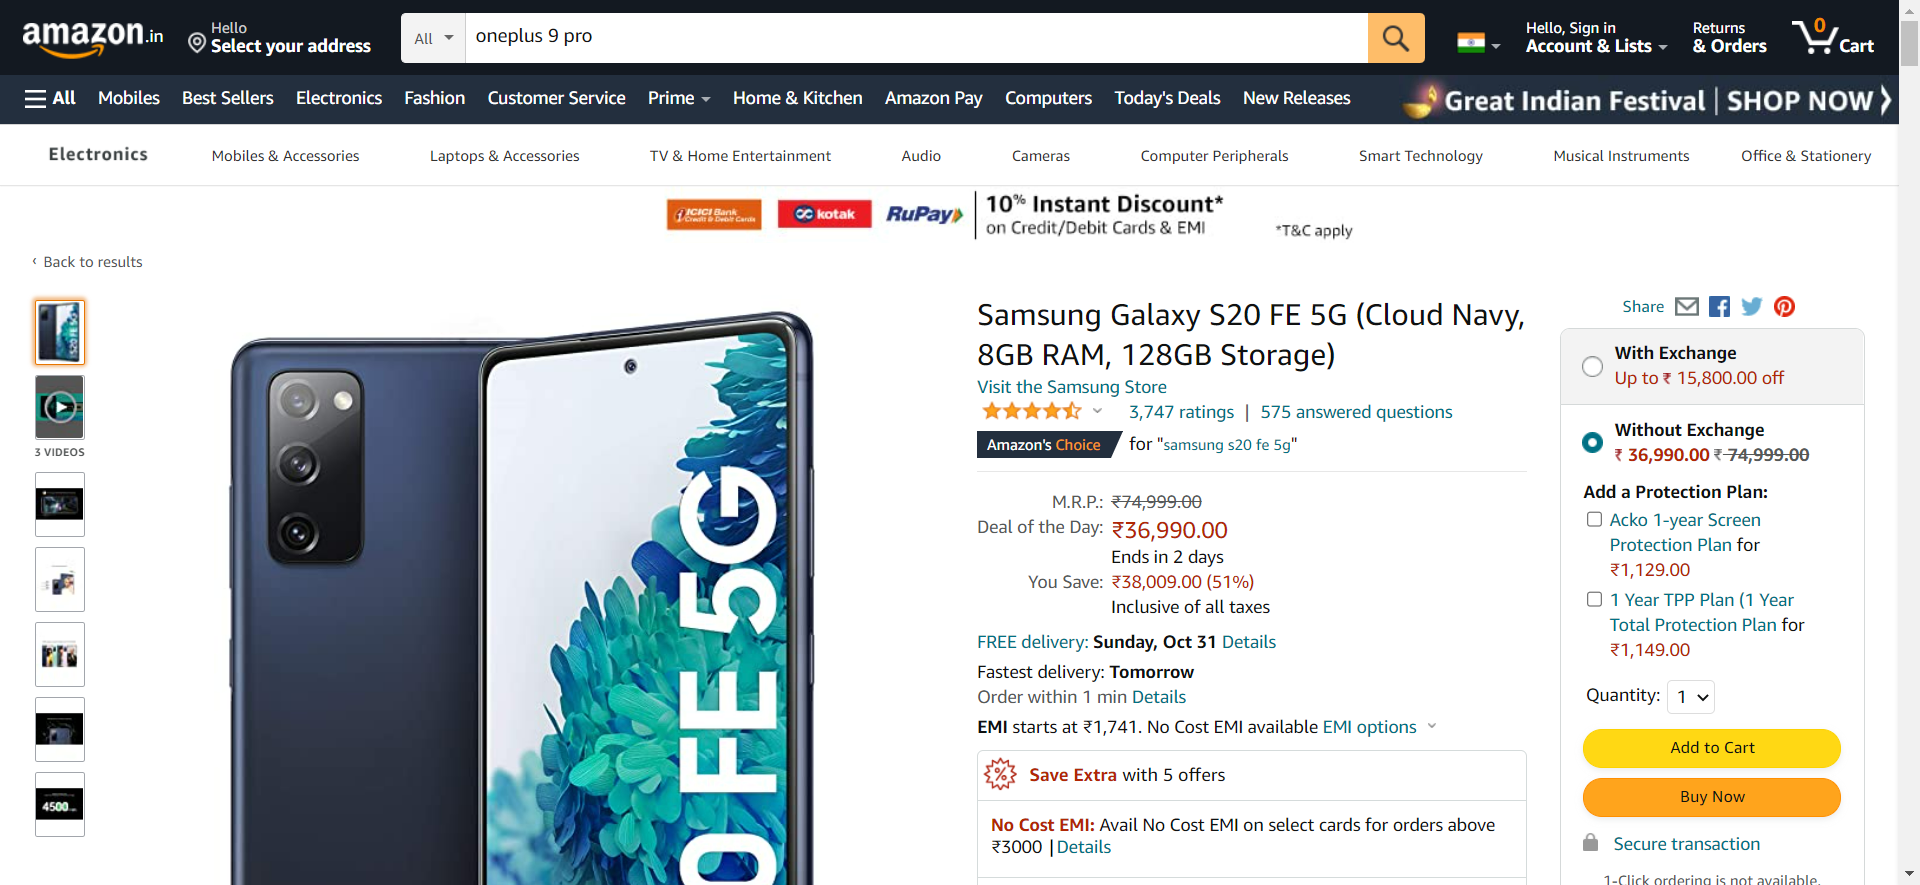 amazon.in
Hello
Select your address
All
oneplus 9 pro
Hello, Sign in
Account & Lists
Returns
& Orders
0
Cart
All
Mobiles
Best Sellers
Electronics
Fashion
Customer Service
Prime
Home & Kitchen
Amazon Pay
Computers
Today's Deals
New Releases
Great Indian Festival | SHOP NOW
Electronics
Mobiles & Accessories
Laptops & Accessories
TV & Home Entertainment
Audio
Cameras
Computer Peripherals
Smart Technology
Musical Instruments
Office & Stationery
ICICI Bank
Credit & Debit Cards
kotak
RuPay
10% Instant Discount*
on Credit/Debit Cards & EMI
*T&C apply
‹ Back to results
3 VIDEOS
4500
0 FE 5G
Samsung Galaxy S20 FE 5G (Cloud Navy,
8GB RAM, 128GB Storage)
Visit the Samsung Store
3,747 ratings | 575 answered questions
Amazon's Choice for "samsung s20 fe 5g"
M.R.P.: ₹74,999.00
Deal of the Day: ₹36,990.00
Ends in 2 days
You Save: ₹38,009.00 (51%)
Inclusive of all taxes
FREE delivery: Sunday, Oct 31 Details
Fastest delivery: Tomorrow
Order within 1 min Details
EMI starts at ₹1,741. No Cost EMI available EMI options
Save Extra with 5 offers
No Cost EMI: Avail No Cost EMI on select cards for orders above
₹3000 | Details
Share
With Exchange
Up to ₹ 15,800.00 off
Without Exchange
₹ 36,990.00 ₹ 74,999.00
Add a Protection Plan:
Acko 1-year Screen
Protection Plan for
₹1,129.00
1 Year TPP Plan (1 Year
Total Protection Plan for
₹1,149.00
Quantity: 1
Add to Cart
Buy Now
Secure transaction
1-Click ordering is not available.